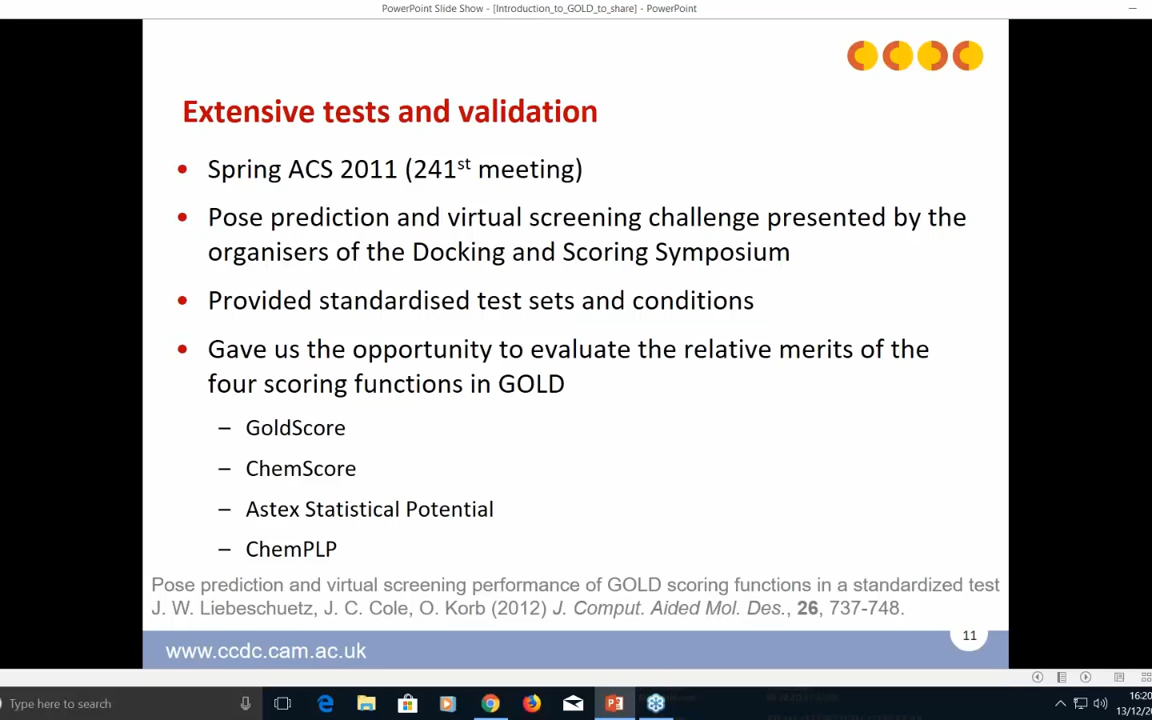 PowerPoint Slide Show - [Introduction_to_GOLD_to_share] - PowerPoint
Extensive tests and validation
• Spring ACS 2011 (241st meeting)
• Pose prediction and virtual screening challenge presented by the
organisers of the Docking and Scoring Symposium
• Provided standardised test sets and conditions
• Gave us the opportunity to evaluate the relative merits of the
four scoring functions in GOLD
– GoldScore
– ChemScore
– Astex Statistical Potential
– ChemPLP
Pose prediction and virtual screening performance of GOLD scoring functions in a standardized test
J. W. Liebeschuetz, J. C. Cole, O. Korb (2012) J. Comput. Aided Mol. Des., 26, 737-748.
11
www.ccdc.cam.ac.uk
Type here to search
16:20
13/12/20